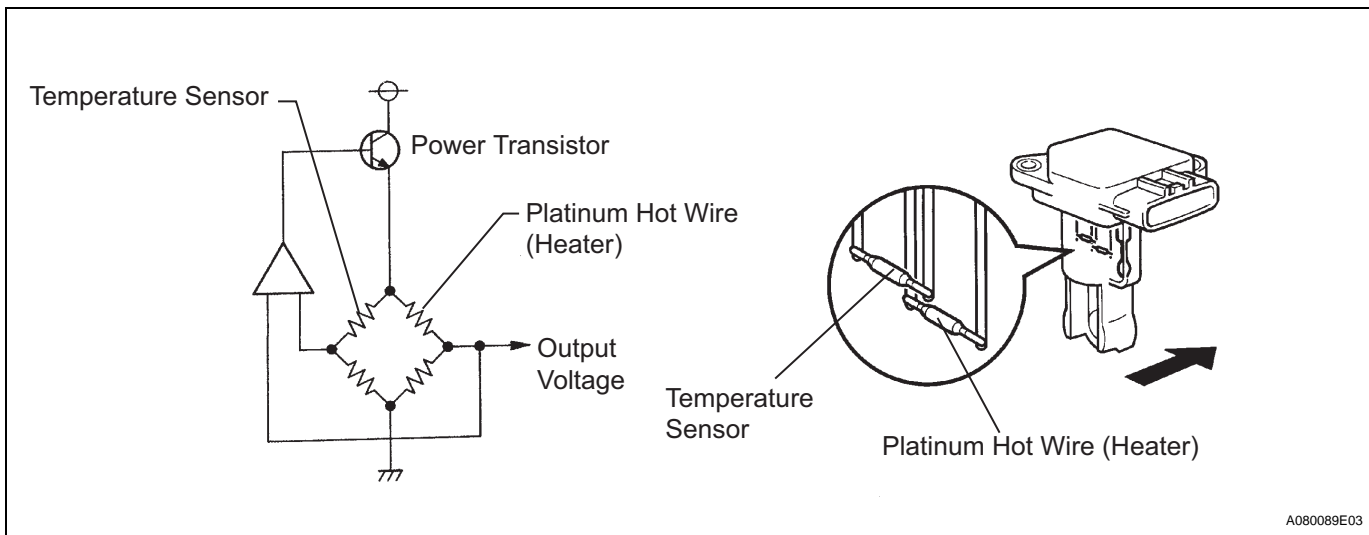 Temperature Sensor
Power Transistor
Platinum Hot Wire
(Heater)
Output
Voltage
Temperature
Sensor
Platinum Hot Wire (Heater)
A080089E03